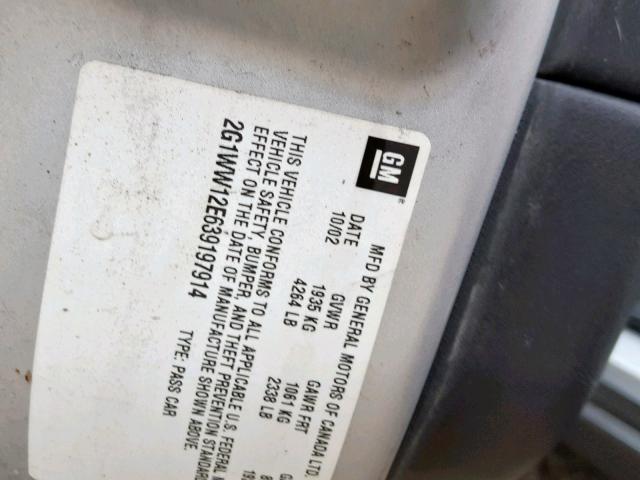 GM®
MFD BY GENERAL MOTORS OF CANADA LTD.
DATE GVWR GAWR FRT
10/02 1935 KG 1061 KG
4264 LB 2338 LB
THIS VEHICLE CONFORMS TO ALL APPLICABLE U.S. FEDERAL
VEHICLE SAFETY, BUMPER, AND THEFT PREVENTION STANDARD
EFFECT ON THE DATE OF MANUFACTURE SHOWN ABOVE.
2G1WW12E639197914 TYPE: PASS CAR